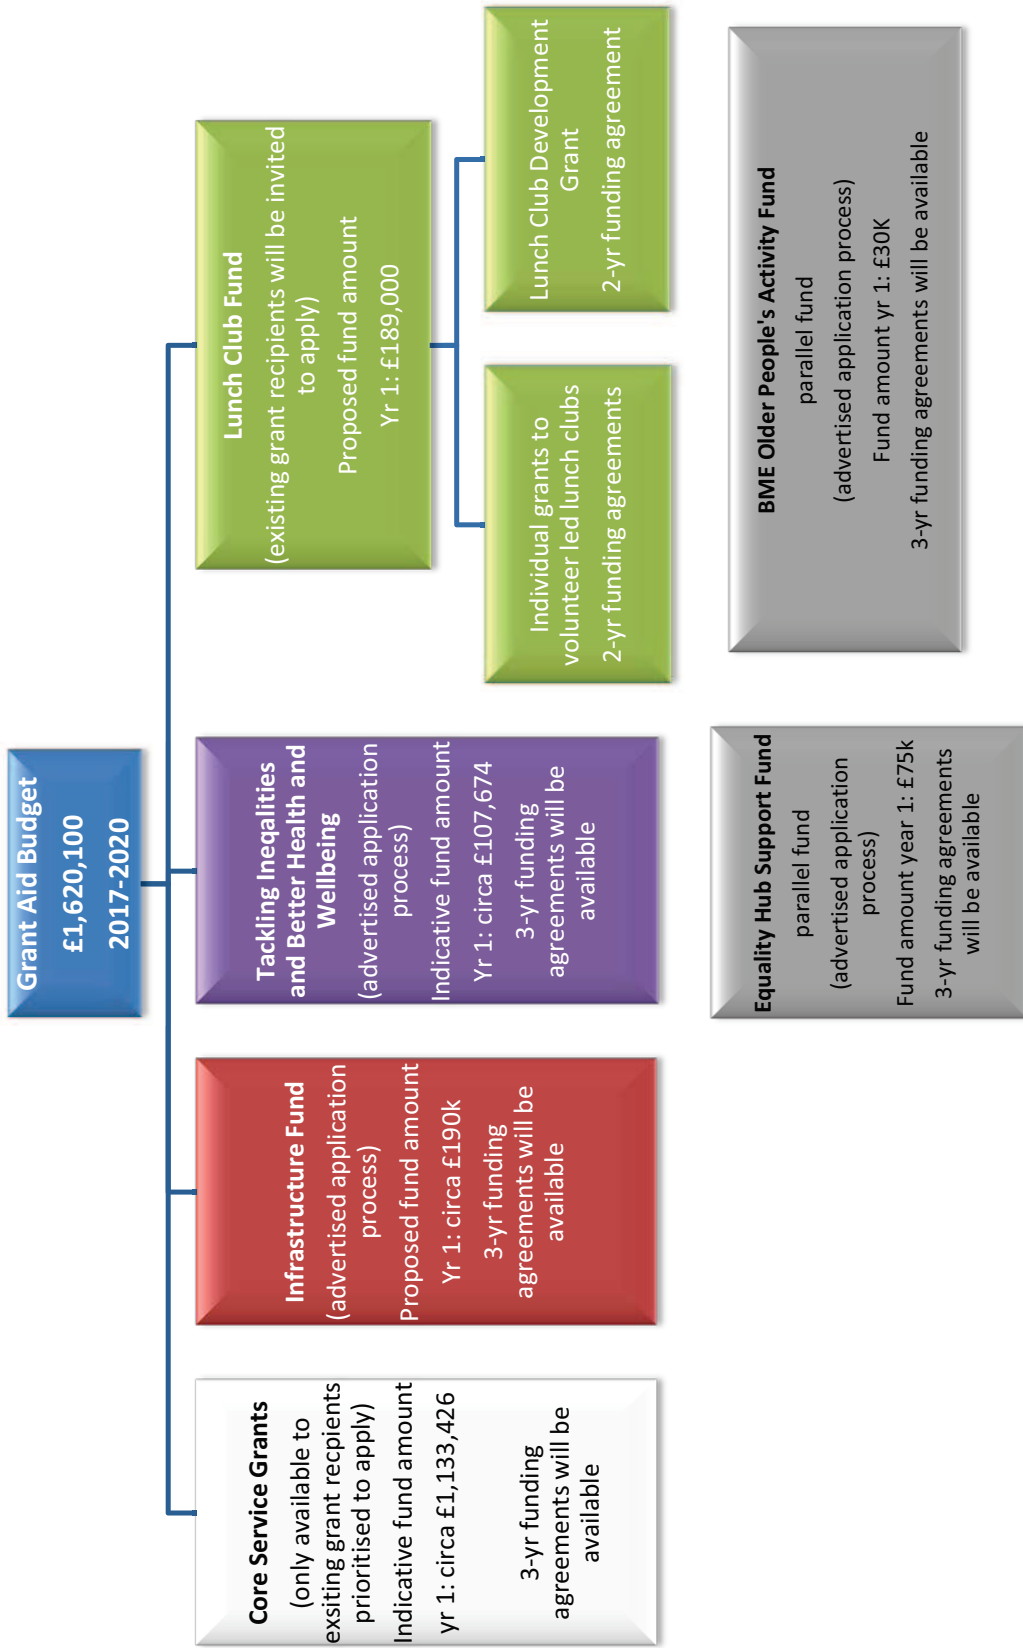 Grant Aid Budget
£1,620,100
2017-2020
Core Service Grants
(only available to
exsiting grant recpients
prioritised to apply)
Indicative fund amount
yr 1: circa £1,133,426
3-yr funding
agreements will be
available
Infrastructure Fund
(advertised application
process)
Proposed fund amount
Yr 1: circa £190k
3-yr funding
agreements will be
available
Tackling Ineqalities
and Better Health and
Wellbeing
(advertised application
process)
Indicative fund amount
Yr 1: circa £107,674
3-yr funding
agreements will be
available
Lunch Club Fund
(existing grant recipients will be invited
to apply)
Proposed fund amount
Yr 1: £189,000
Individual grants to
volunteer led lunch clubs
2-yr funding agreements
Lunch Club Development
Grant
2-yr funding agreement
Equality Hub Support Fund
parallel fund
(advertised application
process)
Fund amount year 1: £75k
3-yr funding agreements
will be available
BME Older People's Activity Fund
parallel fund
(advertised application process)
Fund amount yr 1: £30K
3-yr funding agreements will be available